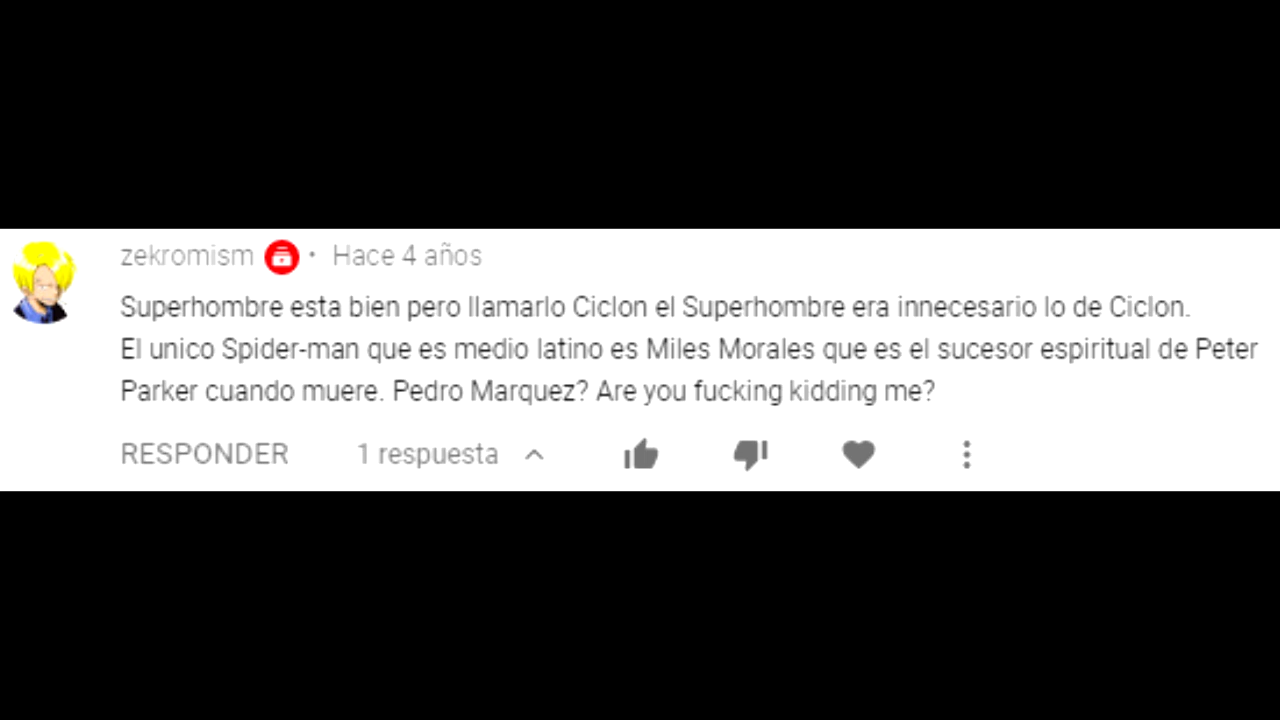 zekromism · Hace 4 años
Superhombre esta bien pero llamarlo Ciclon el Superhombre era innecesario lo de Ciclon.
El unico Spider-man que es medio latino es Miles Morales que es el sucesor espiritual de Peter
Parker cuando muere. Pedro Marquez? Are you fucking kidding me?
RESPONDER 1 respuesta